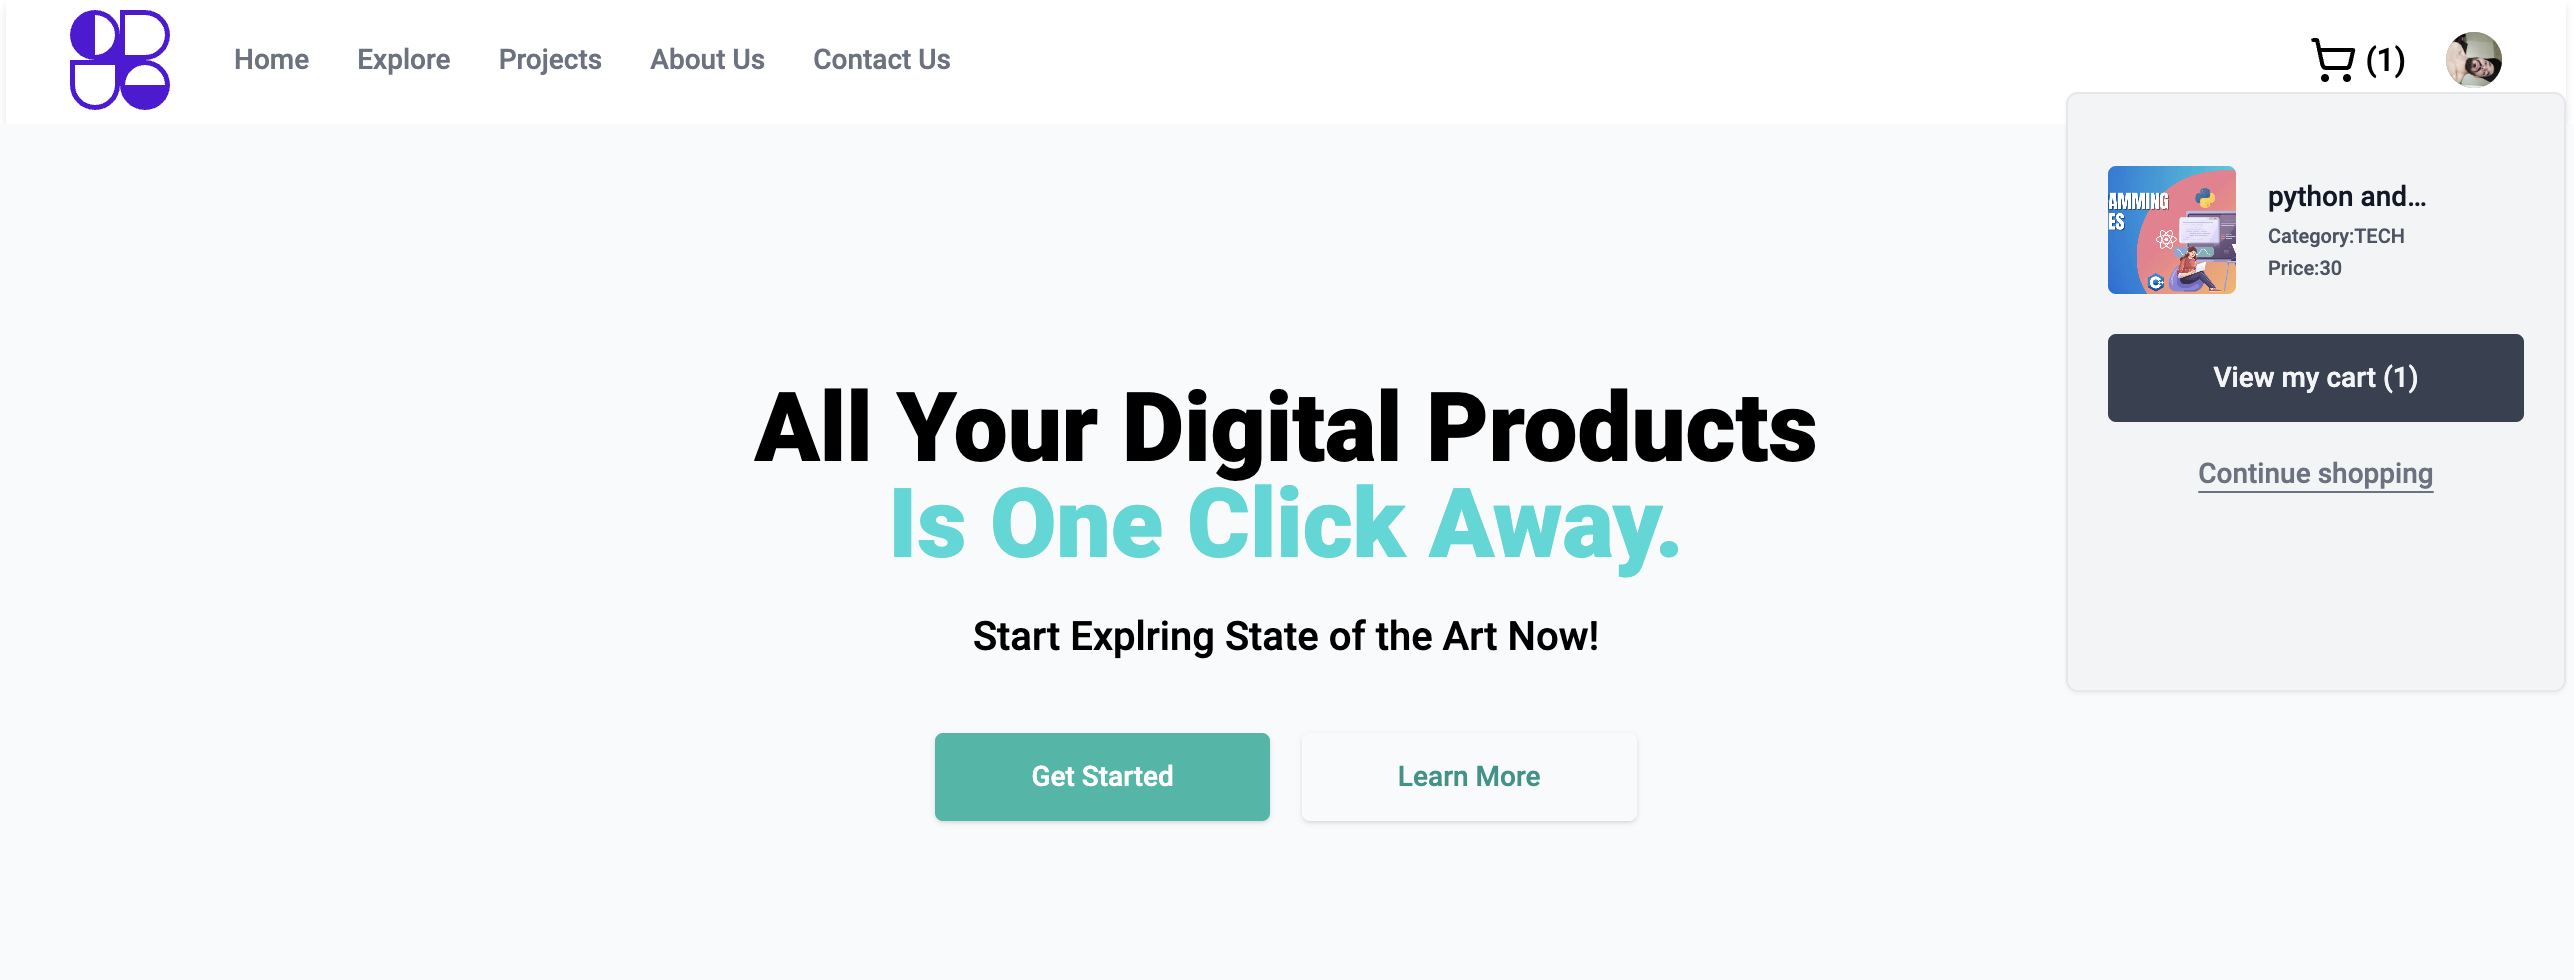 Home Explore Projects About Us Contact Us (1)
AMMING
ES
python and...
Category:TECH
Price:30
View my cart (1)
Continue shopping
All Your Digital Products
Is One Click Away.
Start Explring State of the Art Now!
Get Started Learn More